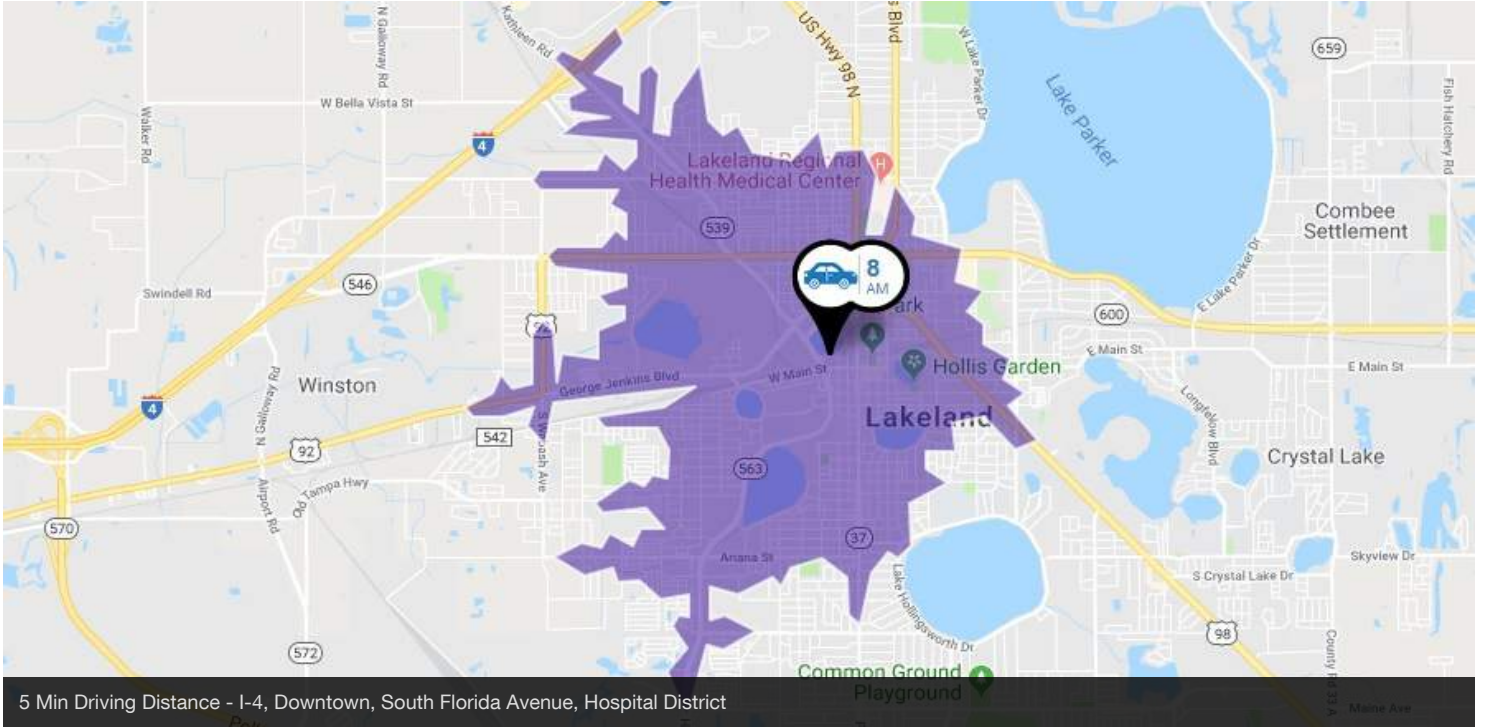 Kathleen Rd
N Galloway Rd
US Hwy 98 N
s Blvd
W Lake Parker Dr
659
Fish Hatchery Rd
Walker Rd
W Bella Vista St
4
Lake Parker
Lakeland Regional
Health Medical Center
H
Combee
Settlement
539
8
AM
546
Swindell Rd
E Lake Parker Dr
ark
600
E Main St
E Main St
Winston
George Jenkins Blvd
W Main St
Hollis Garden
4
N Galloway Rd
Lakeland
Longfellow Blvd
542
92
S Wabash Ave
Crystal Lake
563
Old Tampa Hwy
Airport Rd
570
37
Ariana St
Skyview Dr
S Crystal Lake Dr
Lake Hollingsworth Dr
98
572
County Rd 33 A
Common Ground
Playground
5 Min Driving Distance - I-4, Downtown, South Florida Avenue, Hospital District
Maine Ave